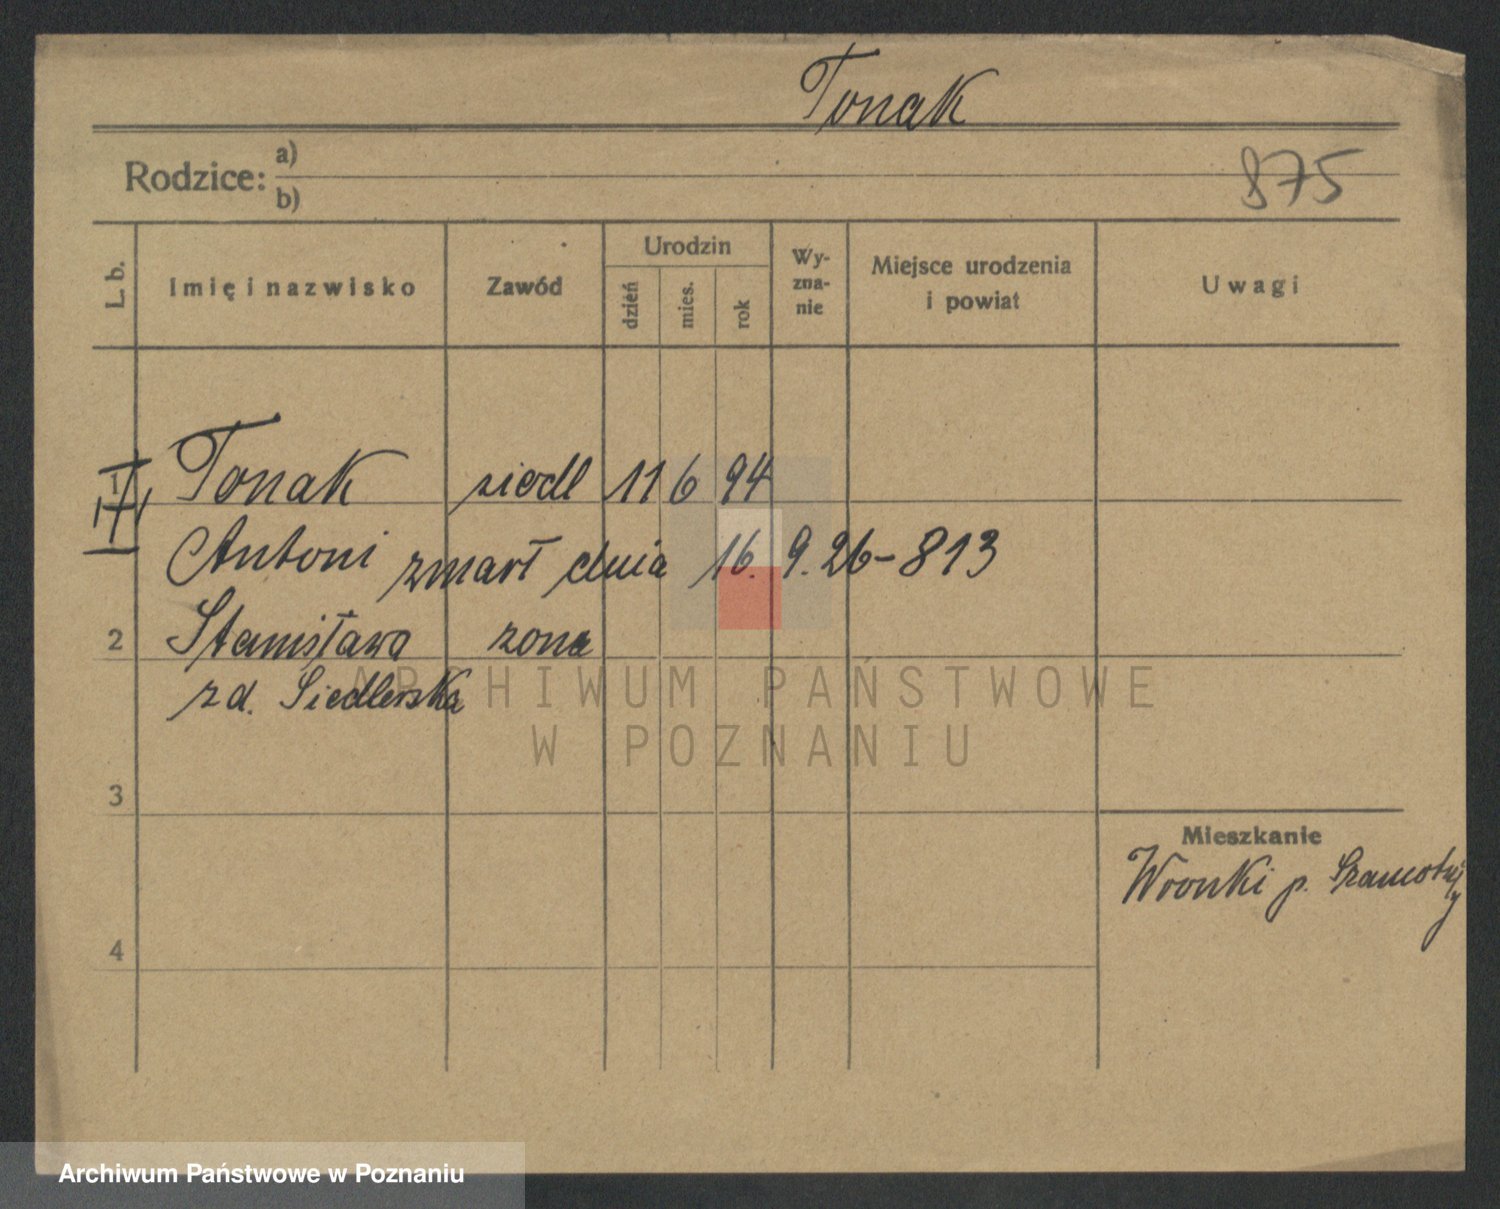 Tonak
Rodzice: a)
b)
875
L. b.
Imię i nazwisko
Zawód
Urodzin
dzień
mies.
rok
Wy-
zna-
nie
Miejsce urodzenia
i powiat
Uwagi
1 Tonak siodl 11 6 94
Antoni zmarł dnia 16. 9. 26 - 813
2 Stanisława żona
zd. Siedlerska
3
4
Mieszkanie
Wronki p. Szamotuły
ARCHIWUM PAŃSTWOWE
W POZNANIU
Archiwum Państwowe w Poznaniu